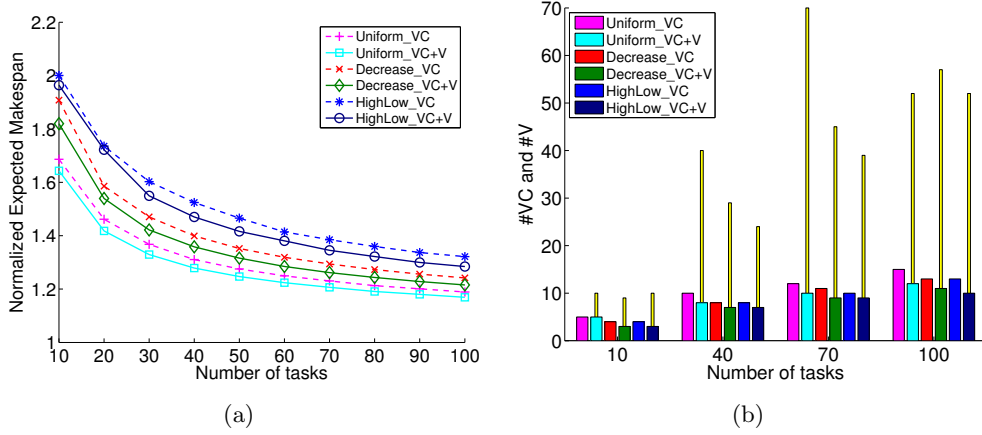 2.2
2
1.8
1.6
1.4
1.2
1
Normalized Expected Makespan
10 20 30 40 50 60 70 80 90 100
Number of tasks
Uniform_VC
Uniform_VC+V
Decrease_VC
Decrease_VC+V
HighLow_VC
HighLow_VC+V
(a)
70
60
50
40
30
20
10
0
#VC and #V
10 40 70 100
Number of tasks
Uniform_VC
Uniform_VC+V
Decrease_VC
Decrease_VC+V
HighLow_VC
HighLow_VC+V
(b)